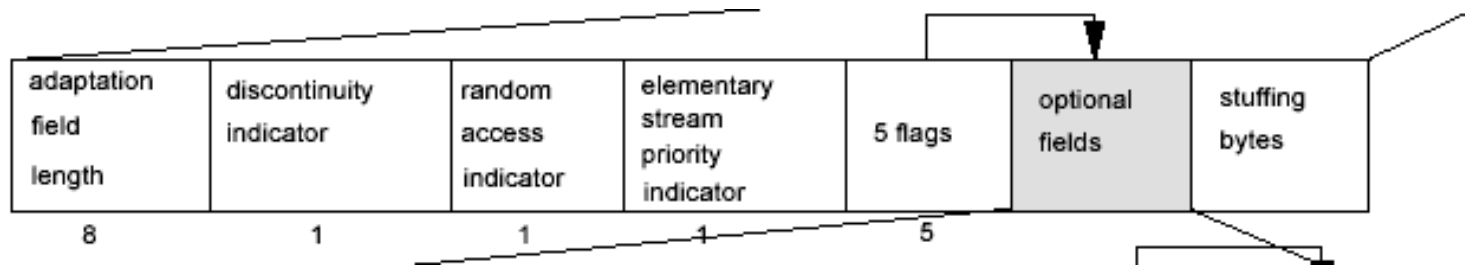 adaptation
field
length
discontinuity
indicator
random
access
indicator
elementary
stream
priority
indicator
5 flags
optional
fields
stuffing
bytes
8
1
1
1
5